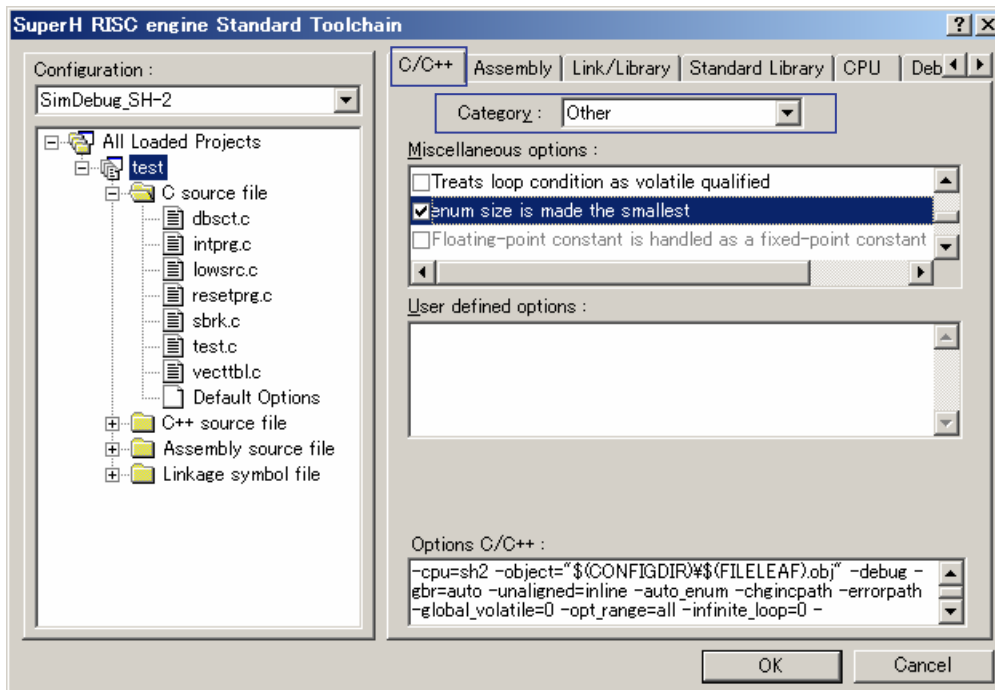 SuperH RISC engine Standard Toolchain
Configuration :
SimDebug_SH-2
All Loaded Projects
test
C source file
dbsct.c
intprg.c
lowsrc.c
resetprg.c
sbrk.c
test.c
vecttbl.c
Default Options
C++ source file
Assembly source file
Linkage symbol file
C/C++ Assembly Link/Library Standard Library CPU Deb
Category : Other
Miscellaneous options :
Treats loop condition as volatile qualified
enum size is made the smallest
Floating-point constant is handled as a fixed-point constant
User defined options :
Options C/C++ :
-cpu=sh2 -object="$(CONFIGDIR)¥$(FILELEAF).obj" -debug -
gbr=auto -unaligned=inline -auto_enum -chgincpath -errorpath
-global_volatile=0 -opt_range=all -infinite_loop=0 -
OK Cancel